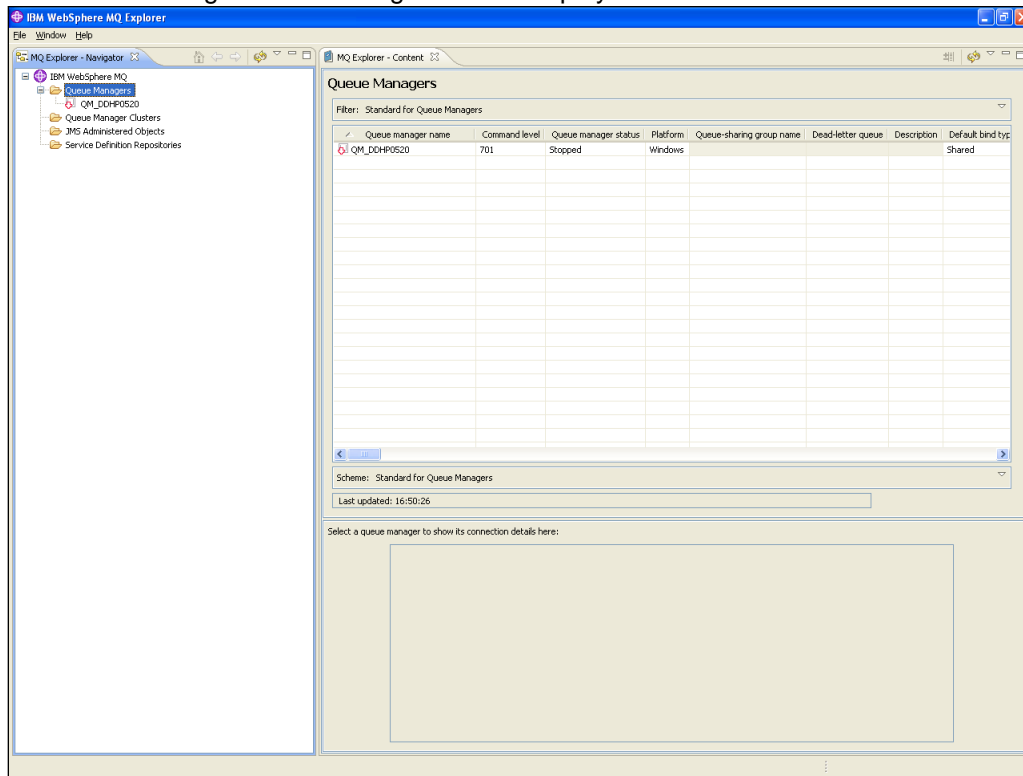 IBM WebSphere MQ Explorer
File Window Help
MQ Explorer - Navigator
IBM WebSphere MQ
Queue Managers
QM_DDHP0520
Queue Manager Clusters
JMS Administered Objects
Service Definition Repositories
MQ Explorer - Content
Queue Managers
Filter: Standard for Queue Managers
Queue manager name Command level Queue manager status Platform Queue-sharing group name Dead-letter queue Description Default bind typ
QM_DDHP0520 701 Stopped Windows Shared
Scheme: Standard for Queue Managers
Last updated: 16:50:26
Select a queue manager to show its connection details here: